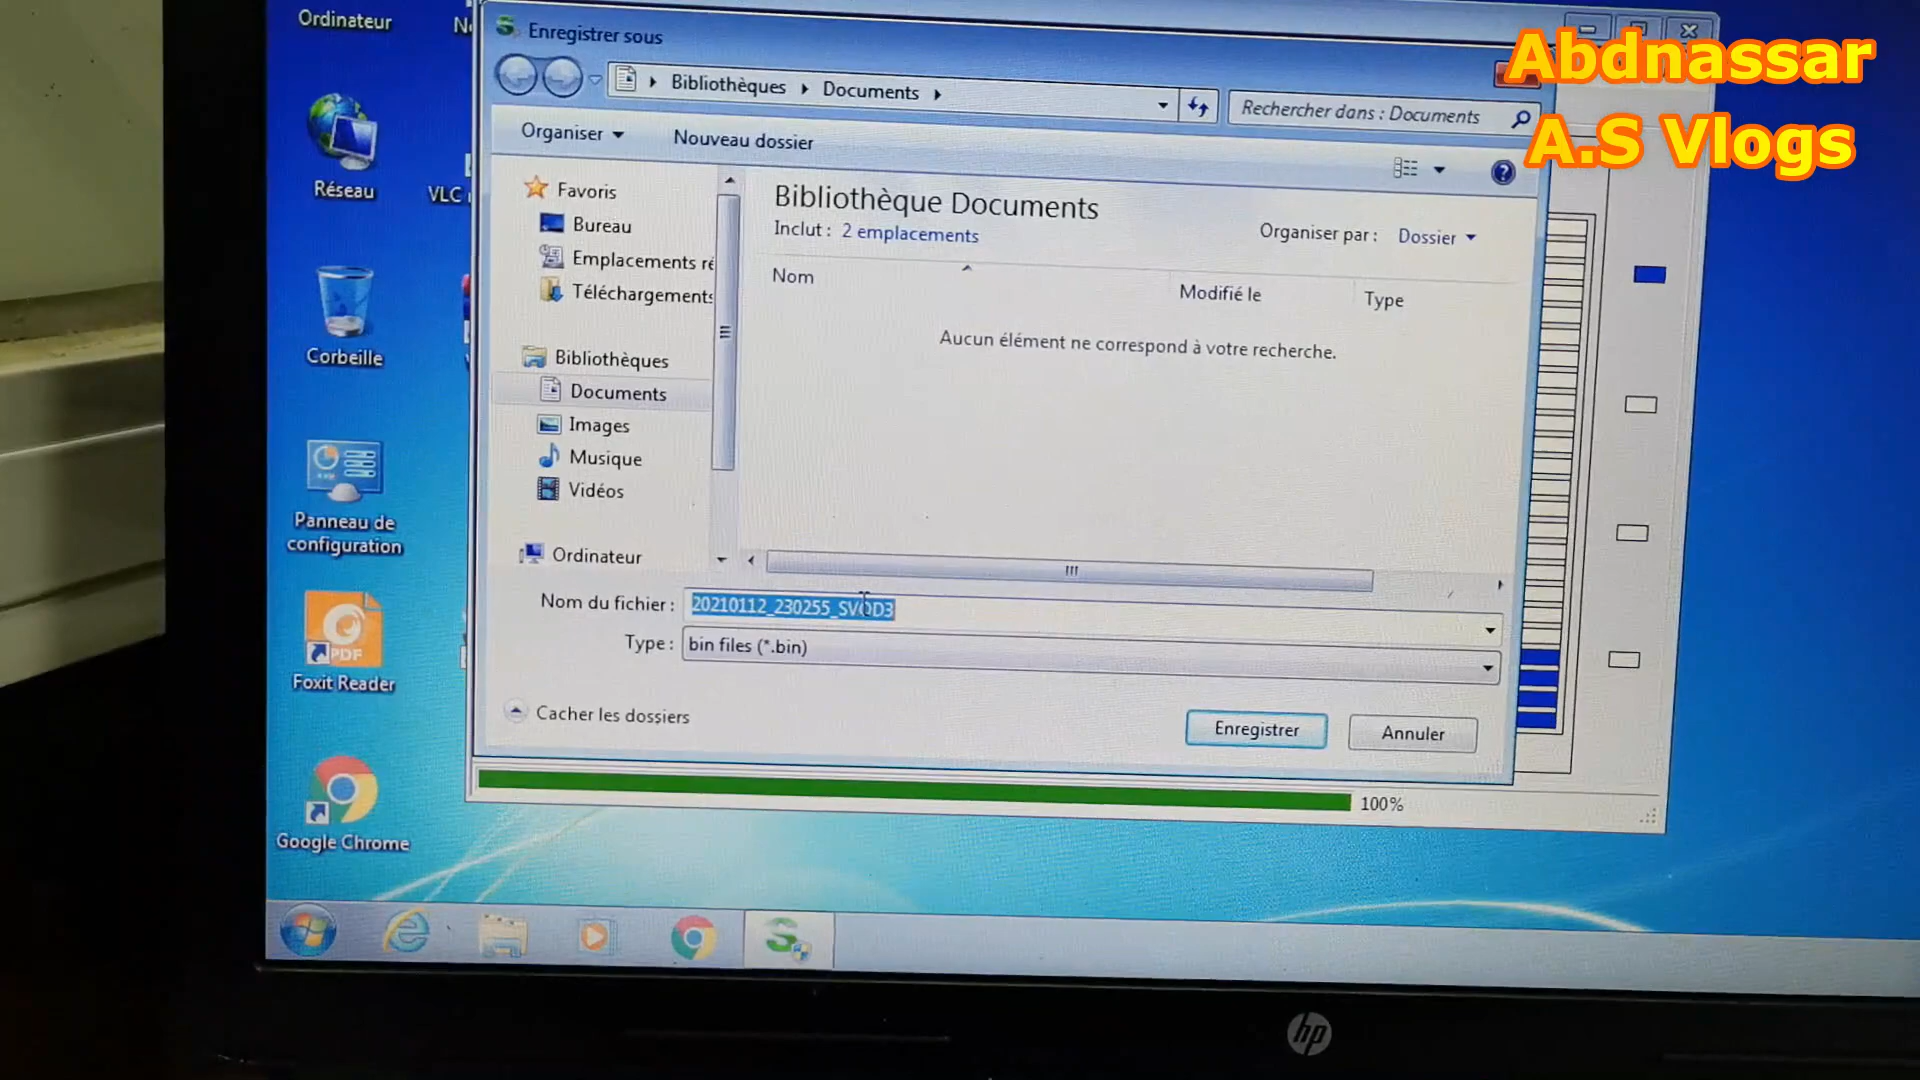 Ordinateur
Enregistrer sous
Abdnassar
A.S Vlogs
Bibliothèques
Documents
Rechercher dans : Documents
Organiser
Nouveau dossier
Réseau
VLC
Favoris
Bureau
Emplacements ré
Téléchargements
Bibliothèque Documents
Inclut : 2 emplacements
Organiser par : Dossier
Nom
Modifié le
Type
Aucun élément ne correspond à votre recherche.
Corbeille
Bibliothèques
Documents
Images
Musique
Vidéos
Ordinateur
Panneau de
configuration
Nom du fichier :
Type : bin files (*.bin)
PDF
Foxit Reader
Cacher les dossiers
Enregistrer
Annuler
100%
Google Chrome
hp